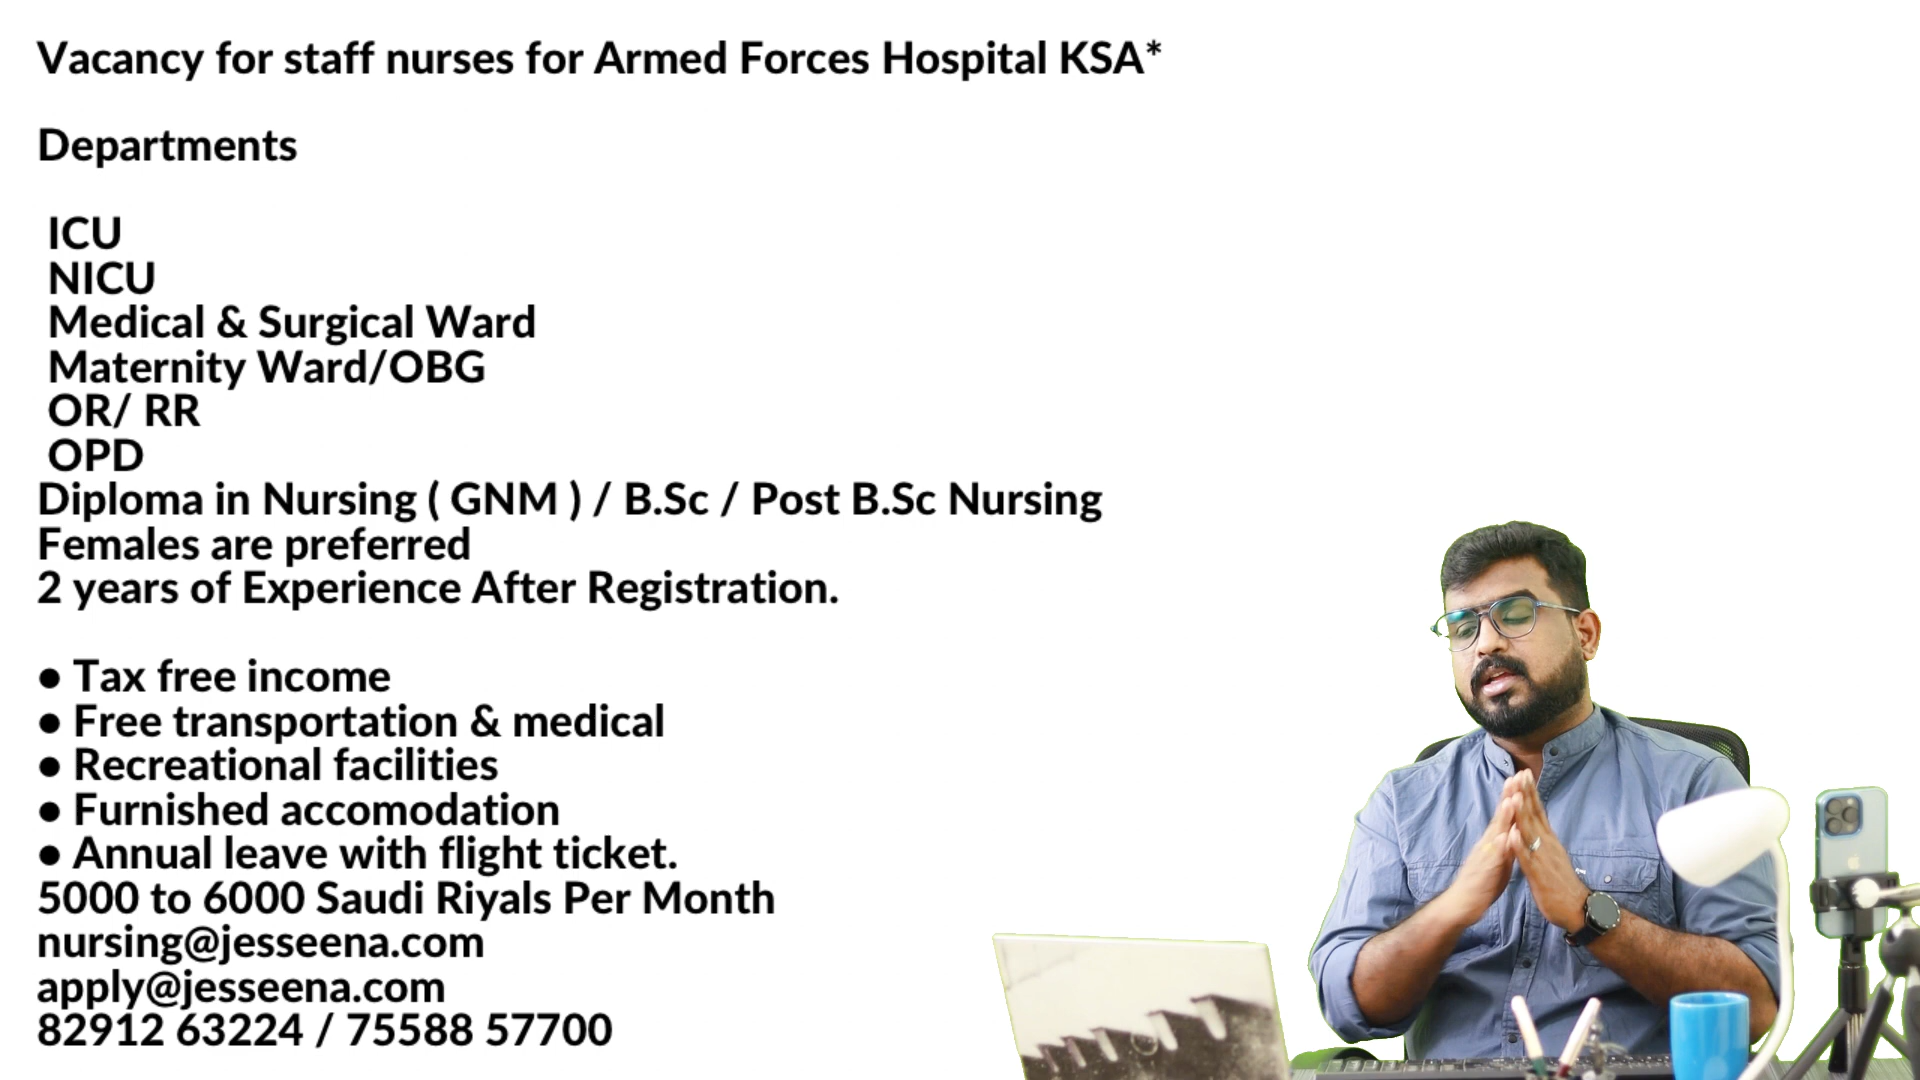 Vacancy for staff nurses for Armed Forces Hospital KSA*
Departments
ICU
NICU
Medical & Surgical Ward
Maternity Ward/OBG
OR/ RR
OPD
Diploma in Nursing ( GNM ) / B.Sc / Post B.Sc Nursing
Females are preferred
2 years of Experience After Registration.
● Tax free income
● Free transportation & medical
● Recreational facilities
● Furnished accomodation
● Annual leave with flight ticket.
5000 to 6000 Saudi Riyals Per Month
nursing@jesseena.com
apply@jesseena.com
82912 63224 / 75588 57700